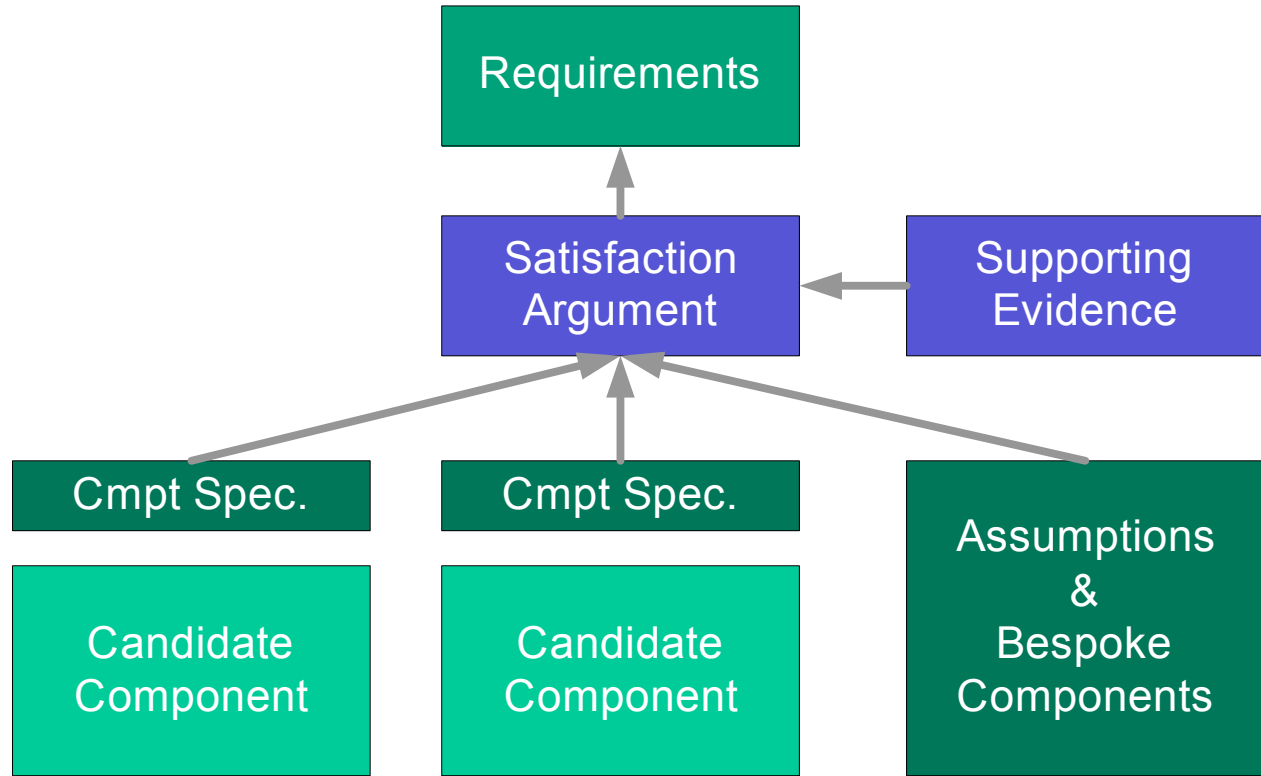 Requirements
Satisfaction
Argument
Supporting
Evidence
Cmpt Spec.
Cmpt Spec.
Assumptions
&
Bespoke
Components
Candidate
Component
Candidate
Component